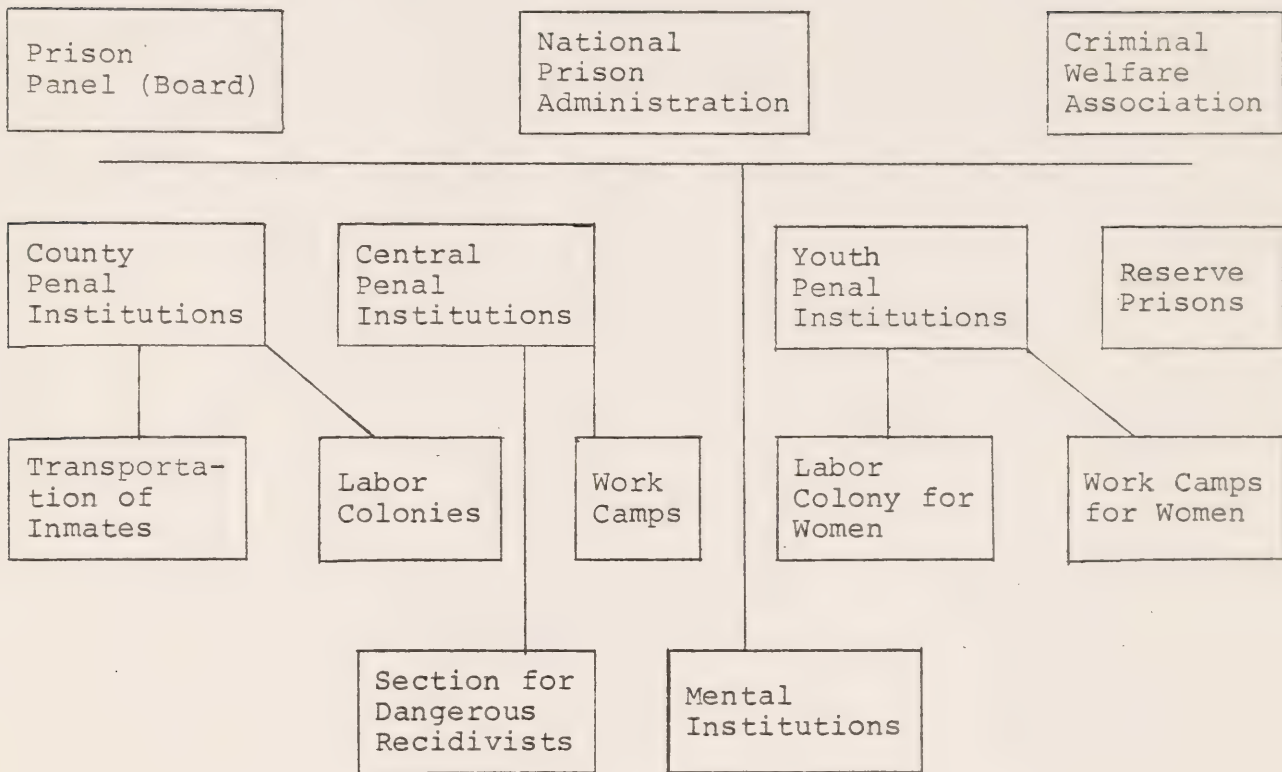 Prison
Panel (Board)
National
Prison
Administration
Criminal
Welfare
Association
County
Penal
Institutions
Central
Penal
Institutions
Youth
Penal
Institutions
Reserve
Prisons
Transporta-
tion of
Inmates
Labor
Colonies
Work
Camps
Labor
Colony for
Women
Work Camps
for Women
Section for
Dangerous
Recidivists
Mental
Institutions